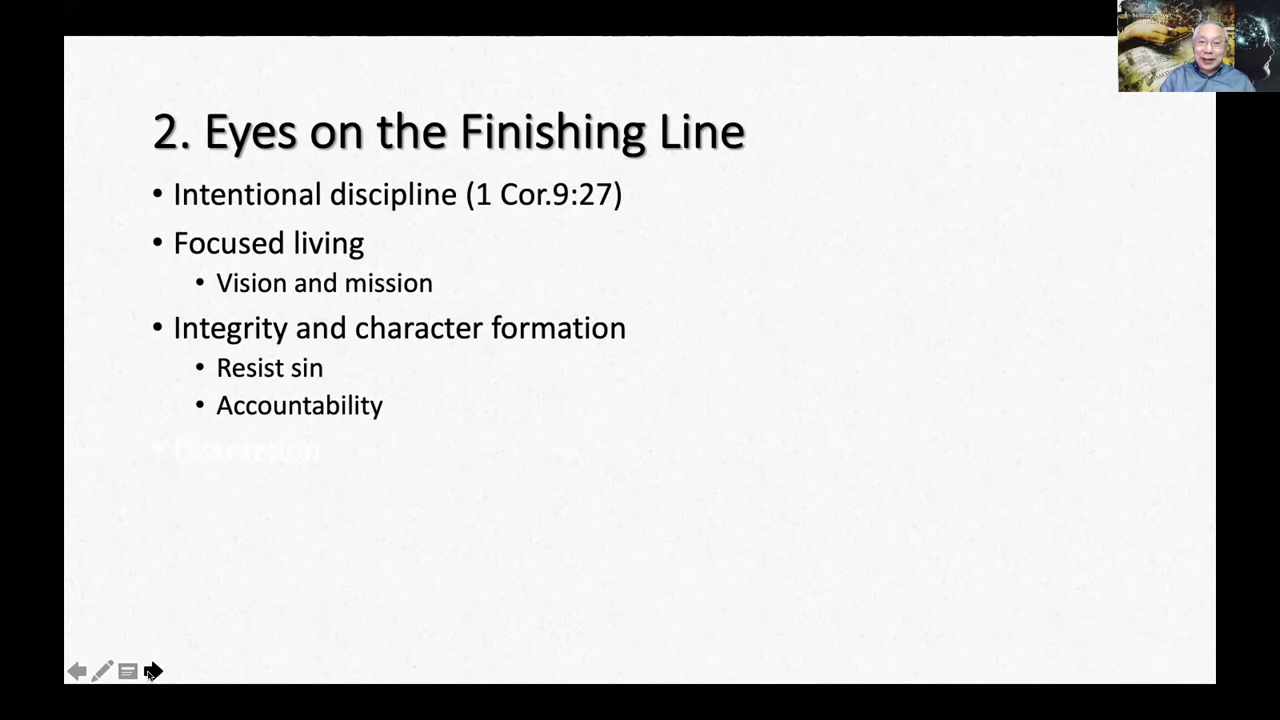 2. Eyes on the Finishing Line
• Intentional discipline (1 Cor.9:27)
• Focused living
• Vision and mission
• Integrity and character formation
• Resist sin
• Accountability